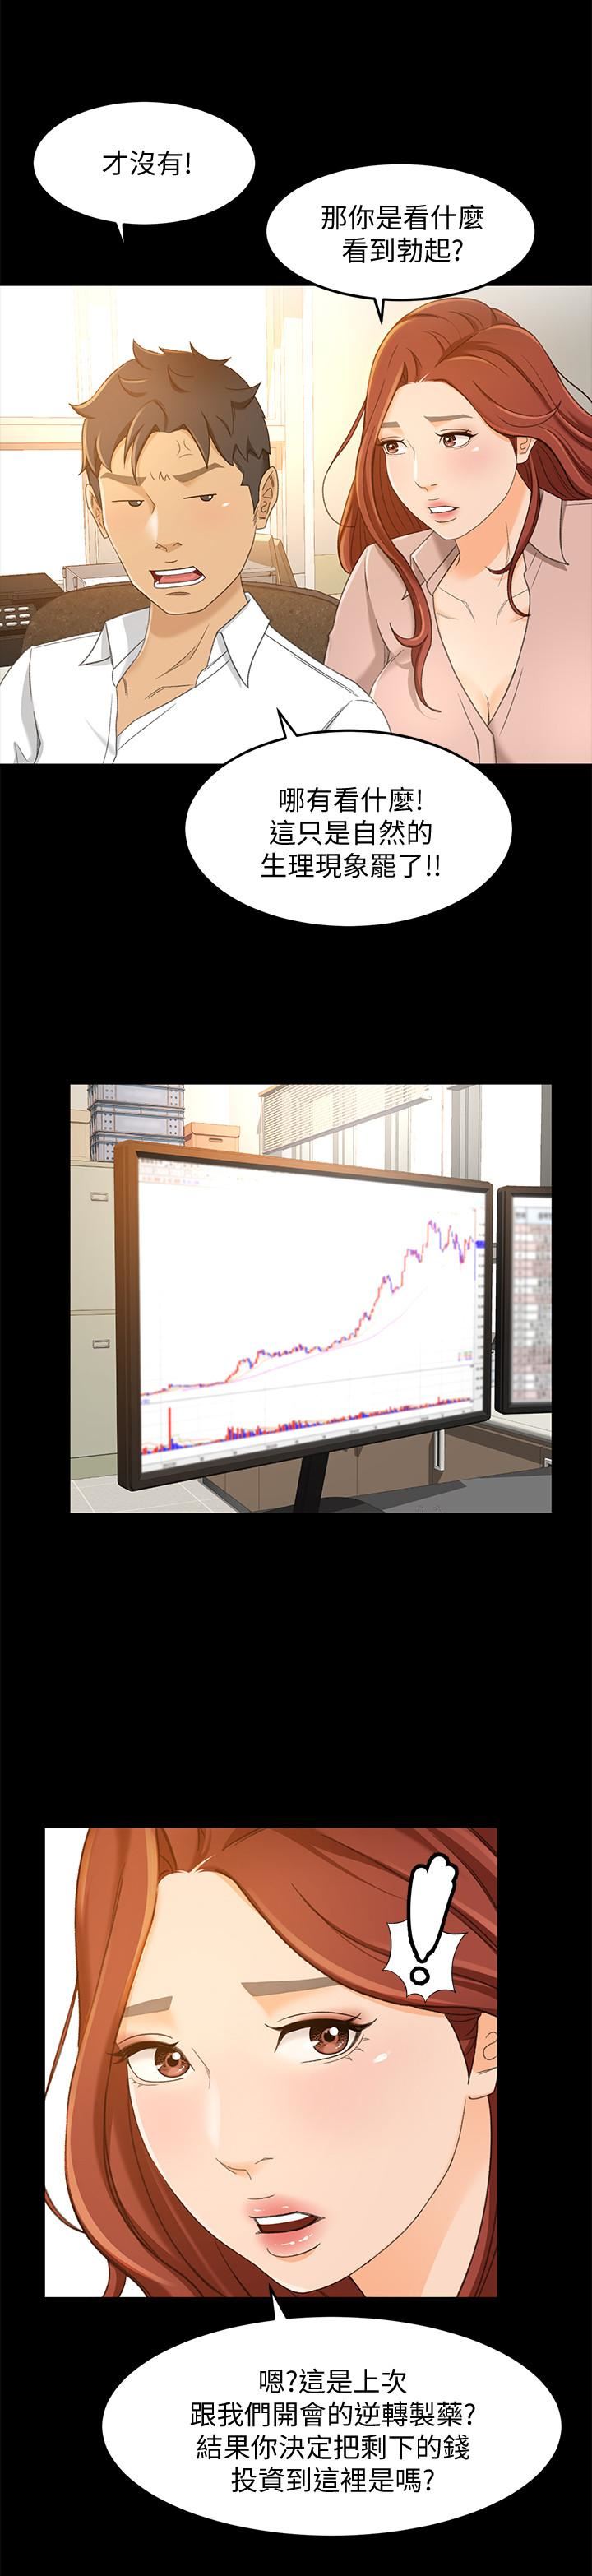 才沒有!
那你是看什麼
看到勃起?
哪有看什麼!
這只是自然的
生理現象罷了!!
嗯?這是上次
跟我們開會的逆轉製藥?
結果你決定把剩下的錢
投資到這裡是嗎?